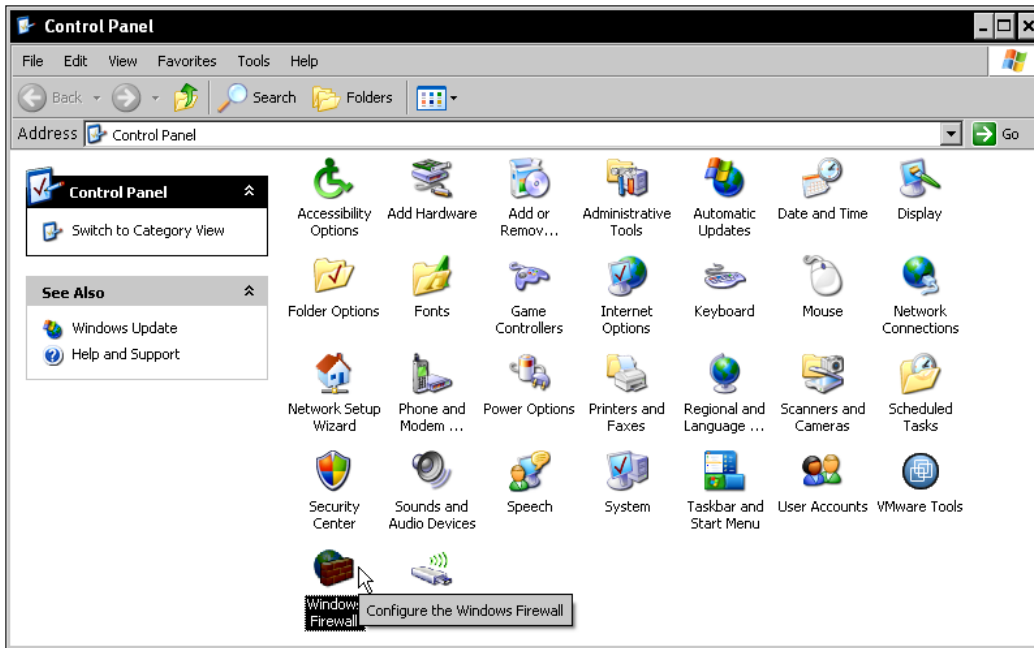 Control Panel
File Edit View Favorites Tools Help
Back Search Folders
Address Control Panel Go
Control Panel
Switch to Category View
See Also
Windows Update
Help and Support
Accessibility Options
Add Hardware
Add or Remov...
Administrative Tools
Automatic Updates
Date and Time
Display
Folder Options
Fonts
Game Controllers
Internet Options
Keyboard
Mouse
Network Connections
Network Setup Wizard
Phone and Modem ...
Power Options
Printers and Faxes
Regional and Language ...
Scanners and Cameras
Scheduled Tasks
Security Center
Sounds and Audio Devices
Speech
System
Taskbar and Start Menu
User Accounts
VMware Tools
Windows Firewall
Configure the Windows Firewall